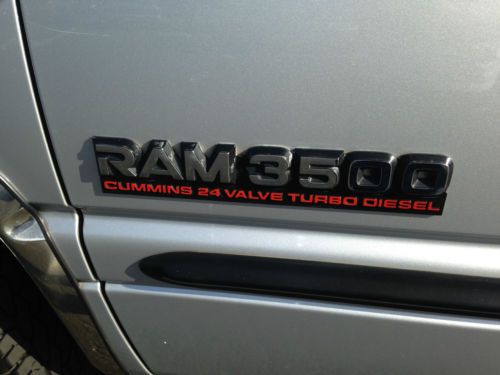 RAM 3500
CUMMINS 24 VALVE TURBO DIESEL